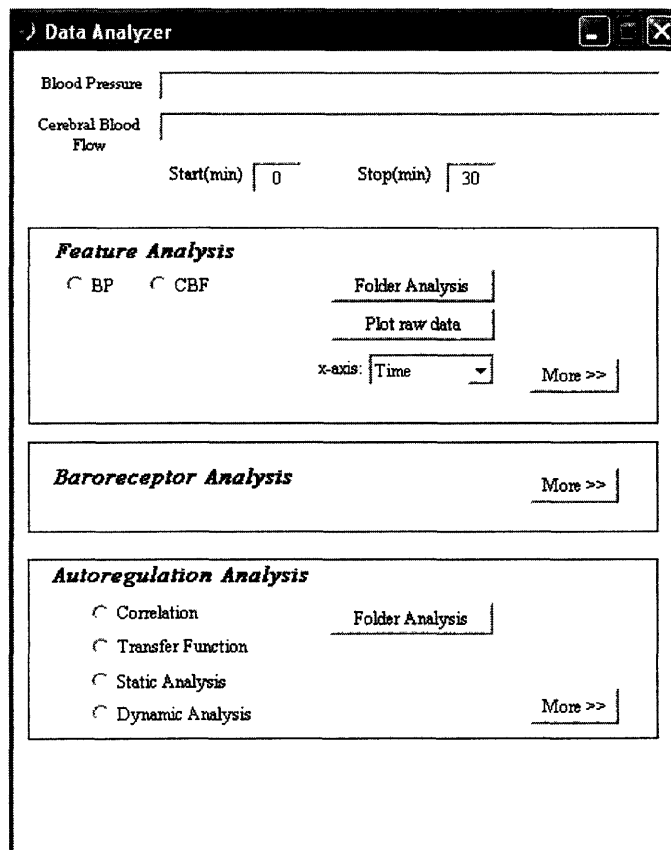 Data Analyzer
Blood Pressure
Cerebral Blood
Flow
Start(min) 0 Stop(min) 30
Feature Analysis
BP CBF Folder Analysis
Plot raw data
x-axis: Time More >>
Baroreceptor Analysis More >>
Autoregulation Analysis
Correlation Folder Analysis
Transfer Function
Static Analysis
Dynamic Analysis More >>